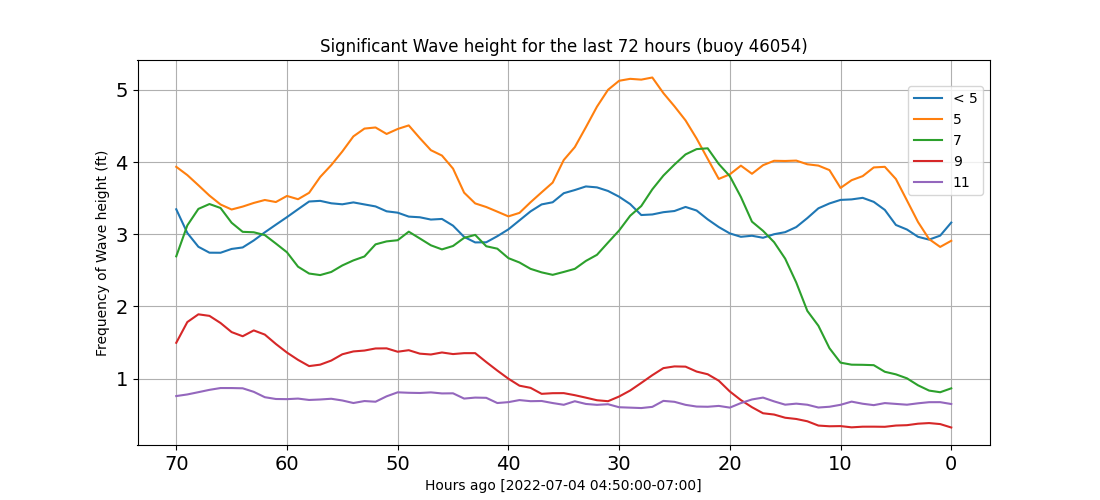 Significant Wave height for the last 72 hours (buoy 46054)
Frequency of Wave height (ft)
5
4
3
2
1
< 5
5
7
9
11
70 60 50 40 30 20 10 0
Hours ago [2022-07-04 04:50:00-07:00]